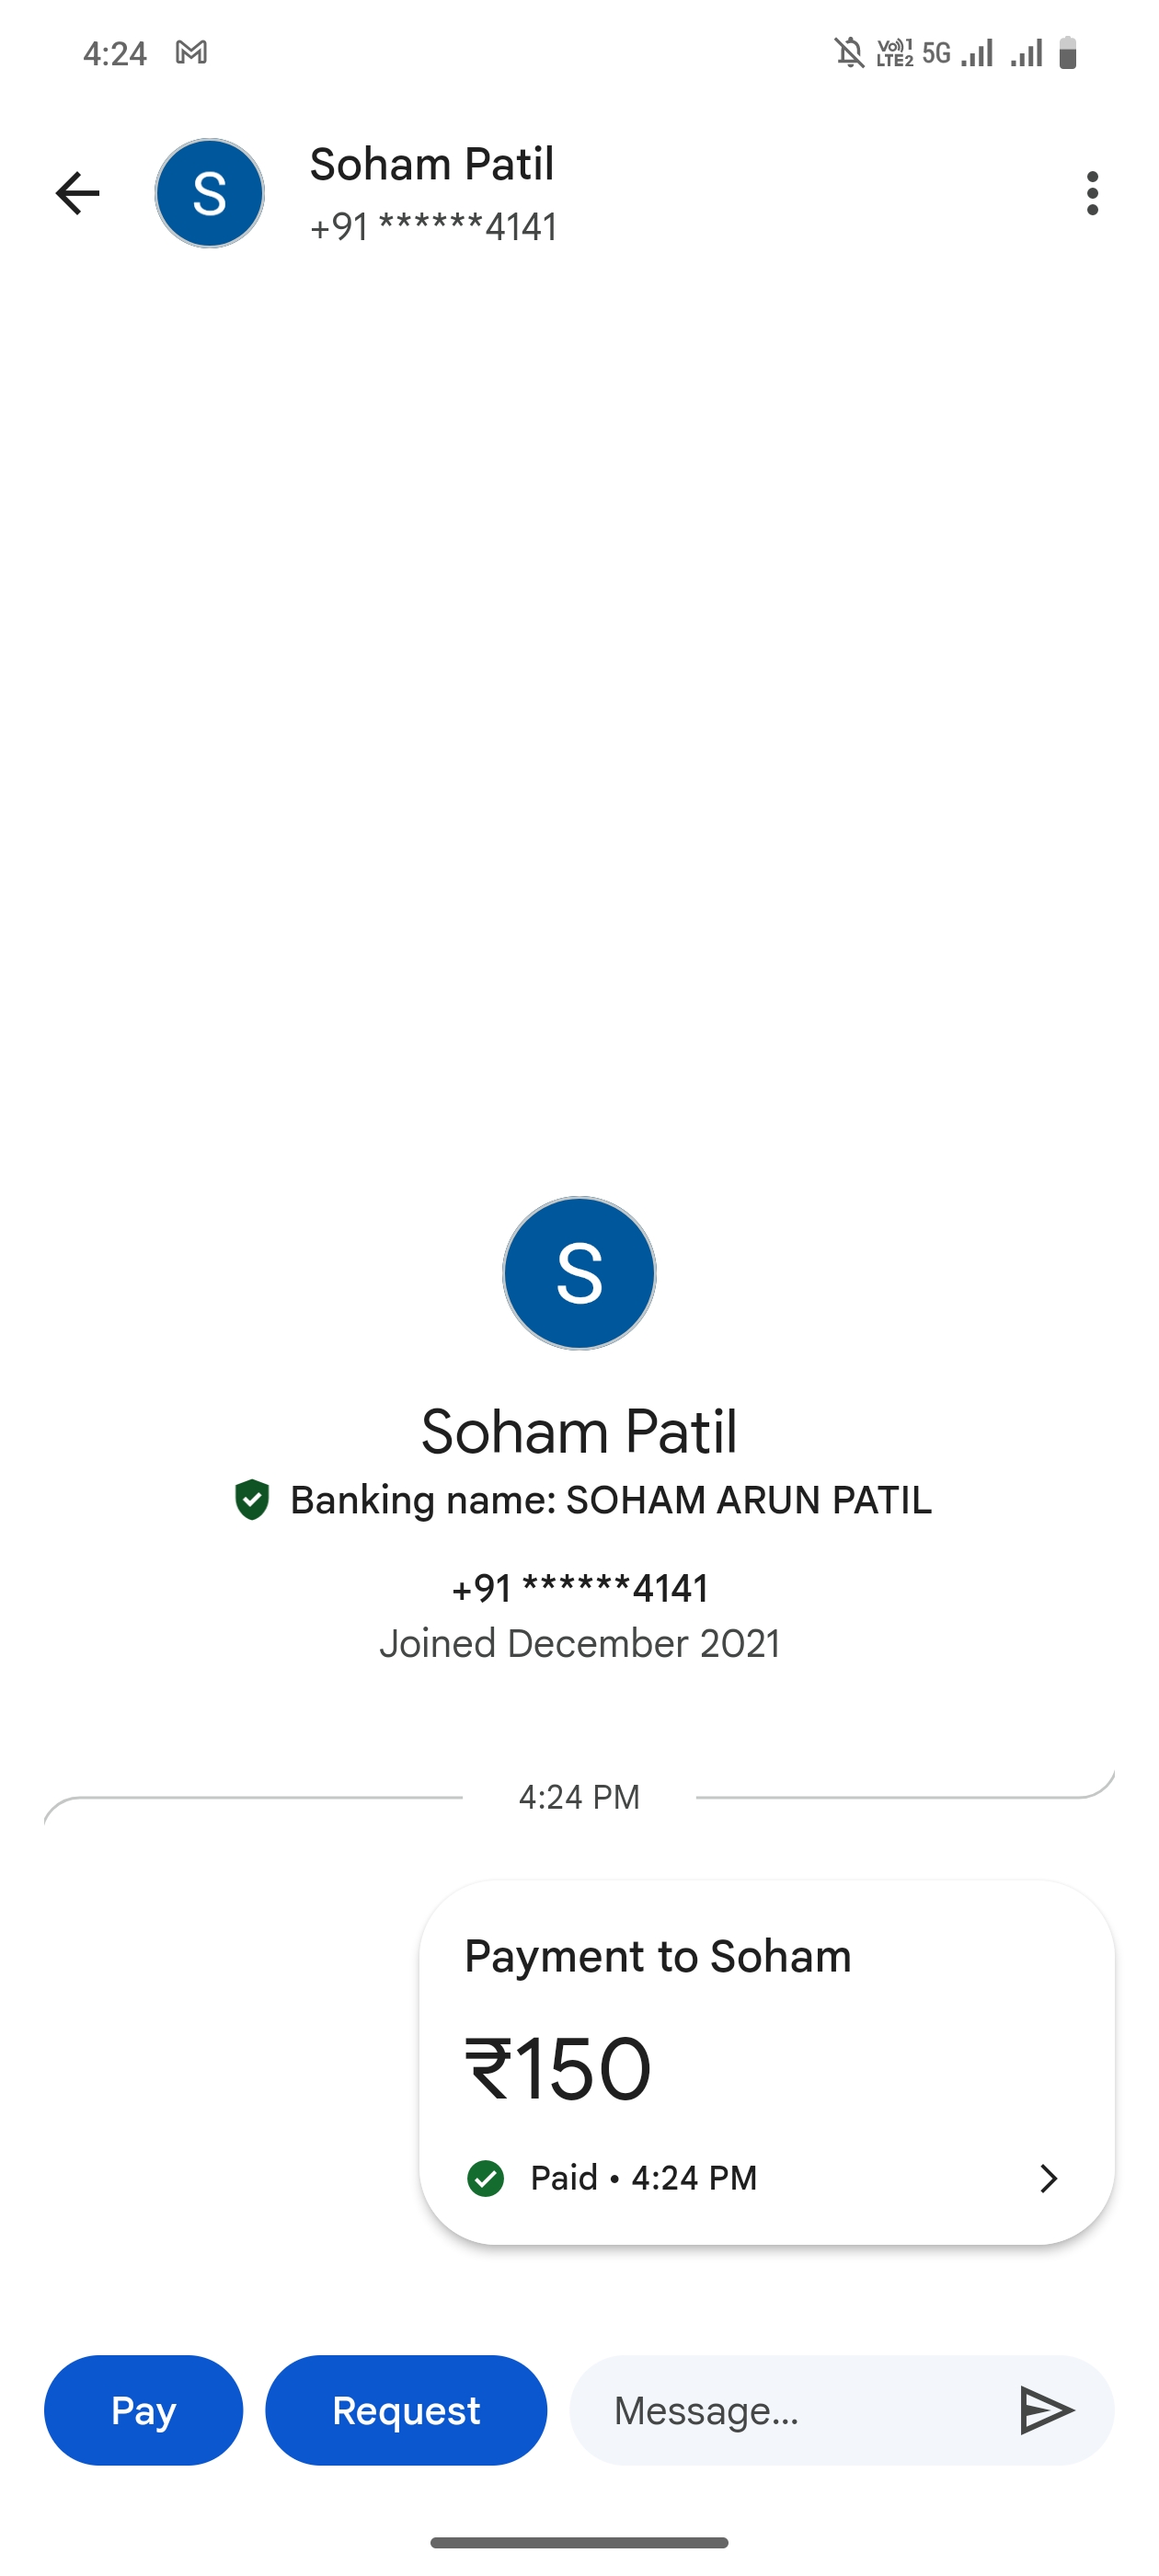 4:24
Vo)) 1 5G
LTE2
S
Soham Patil
+91 ******4141
S
Soham Patil
Banking name: SOHAM ARUN PATIL
+91 ******4141
Joined December 2021
4:24 PM
Payment to Soham
₹150
Paid • 4:24 PM
Pay
Request
Message...